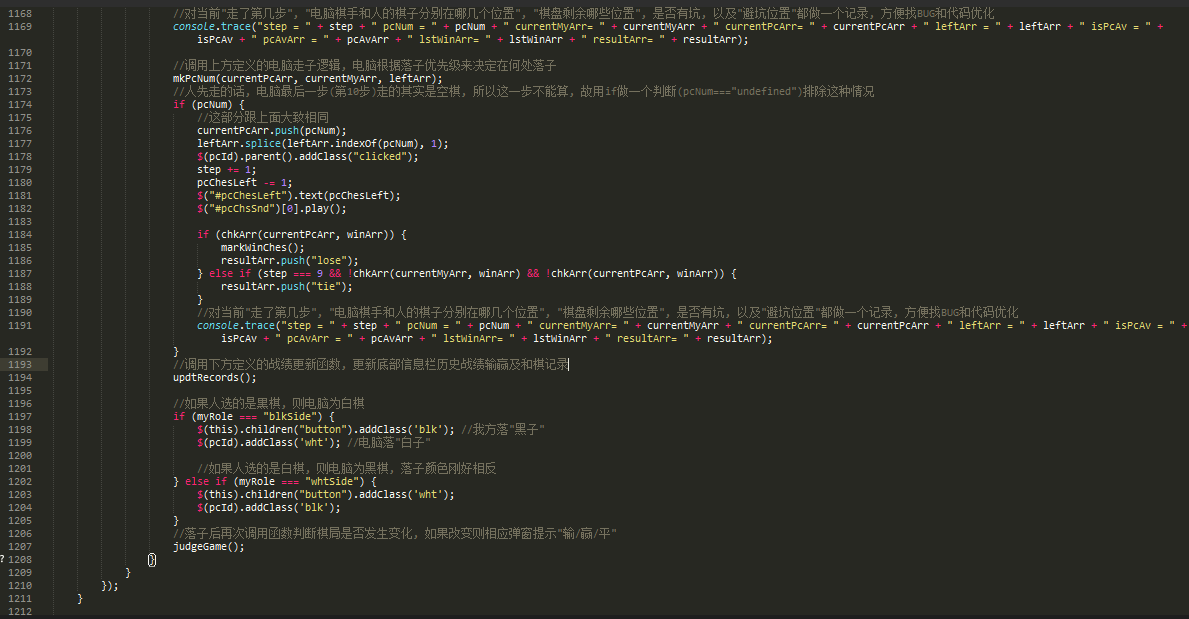 1168 //对当前"走了第几步", "电脑棋手和人的棋子分别在哪几个位置", "棋盘剩余哪些位置", 是否有坑, 以及"避坑位置"都做一个记录, 方便找BUG和代码优化
1169 console.trace("step = " + step + " pcNum = " + pcNum + " currentMyArr= " + currentMyArr + " currentPcArr= " + currentPcArr + " leftArr = " + leftArr + " isPcAv = " +
isPcAv + " pcAvArr = " + pcAvArr + " lstWinArr= " + lstWinArr + " resultArr= " + resultArr);
1170
1171 //调用上方定义的电脑走子逻辑, 电脑根据落子优先级来决定在何处落子
1172 mkPcNum(currentPcArr, currentMyArr, leftArr);
1173 //人先走的话, 电脑最后一步(第10步)走的其实是空棋, 所以这一步不能算, 故用if做一个判断(pcNum==="undefined")排除这种情况
1174 if (pcNum) {
1175 //这部分跟上面大致相同
1176 currentPcArr.push(pcNum);
1177 leftArr.splice(leftArr.indexOf(pcNum), 1);
1178 $(pcId).parent().addClass("clicked");
1179 step += 1;
1180 pcChesLeft -= 1;
1181 $("#pcChesLeft").text(pcChesLeft);
1182 $("#pcChsSnd")[0].play();
1183
1184 if (chkArr(currentPcArr, winArr)) {
1185 markWinChes();
1186 resultArr.push("lose");
1187 } else if (step === 9 && !chkArr(currentMyArr, winArr) && !chkArr(currentPcArr, winArr)) {
1188 resultArr.push("tie");
1189 }
1190 //对当前"走了第几步", "电脑棋手和人的棋子分别在哪几个位置", "棋盘剩余哪些位置", 是否有坑, 以及"避坑位置"都做一个记录, 方便找BUG和代码优化
1191 console.trace("step = " + step + " pcNum = " + pcNum + " currentMyArr= " + currentMyArr + " currentPcArr= " + currentPcArr + " leftArr = " + leftArr + " isPcAv = " +
isPcAv + " pcAvArr = " + pcAvArr + " lstWinArr= " + lstWinArr + " resultArr= " + resultArr);
1192 }
1193 //调用下方定义的战绩更新函数, 更新底部信息栏历史战绩输赢及和棋记录
1194 updtRecords();
1195
1196 //如果人选的是黑棋, 则电脑为白棋
1197 if (myRole === "blkSide") {
1198 $(this).children("button").addClass('blk'); //我方落"黑子"
1199 $(pcId).addClass('wht'); //电脑落"白子"
1200
1201 //如果人选的是白棋, 则电脑为黑棋, 落子颜色刚好相反
1202 } else if (myRole === "whtSide") {
1203 $(this).children("button").addClass('wht');
1204 $(pcId).addClass('blk');
1205 }
1206 //落子后再次调用函数判断棋局是否发生变化, 如果改变则相应弹窗提示"输/赢/平"
1207 judgeGame();
? 1208 }
1209 }
1210 });
1211 }
1212